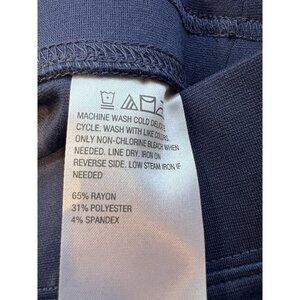 MACHINE WASH COLD DELICATE
CYCLE. WASH WITH LIKE COLORS.
ONLY NON-CHLORINE BLEACH WHEN
NEEDED. LINE DRY. IRON ON
REVERSE SIDE. LOW STEAM IRON IF
NEEDED
65% RAYON
31% POLYESTER
4% SPANDEX